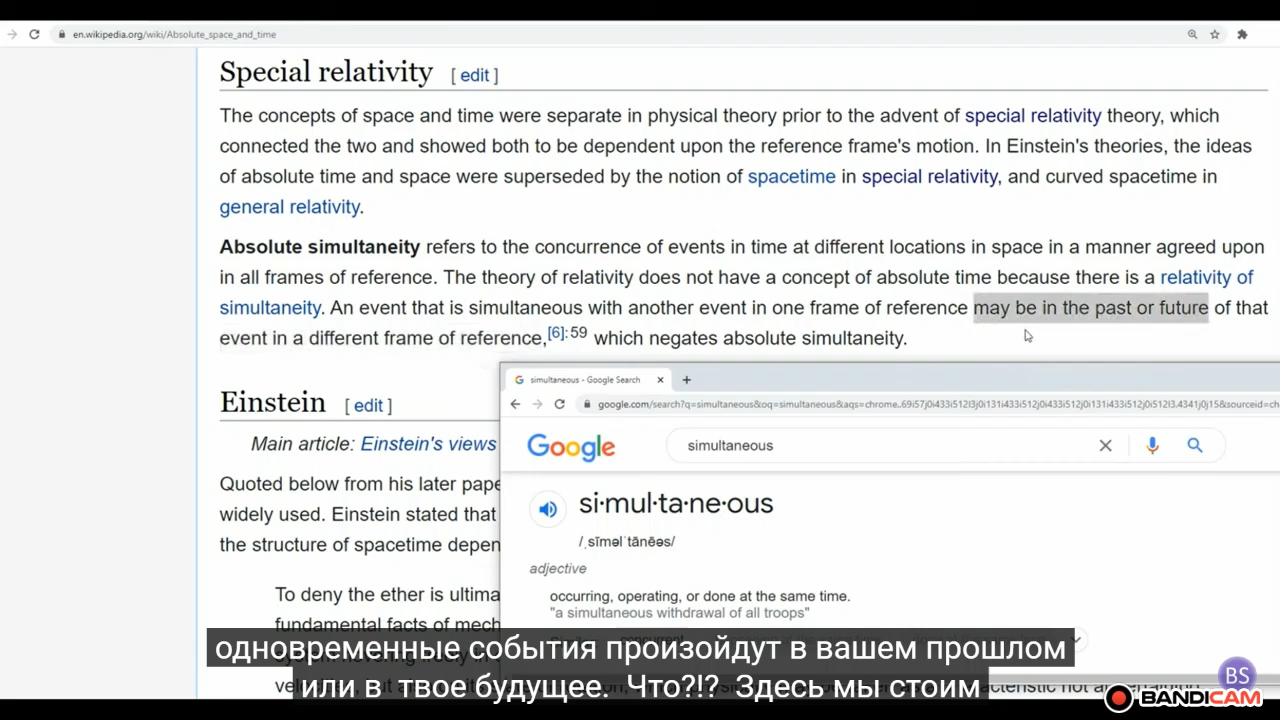 en.wikipedia.org/wiki/Absolute_space_and_time
Special relativity [ edit ]
The concepts of space and time were separate in physical theory prior to the advent of special relativity theory, which
connected the two and showed both to be dependent upon the reference frame's motion. In Einstein's theories, the ideas
of absolute time and space were superseded by the notion of spacetime in special relativity, and curved spacetime in
general relativity.
Absolute simultaneity refers to the concurrence of events in time at different locations in space in a manner agreed upon
in all frames of reference. The theory of relativity does not have a concept of absolute time because there is a relativity of
simultaneity. An event that is simultaneous with another event in one frame of reference may be in the past or future of that
event in a different frame of reference,[6]: 59 which negates absolute simultaneity.
Einstein [ edit ]
Main article: Einstein's views
Quoted below from his later pape
widely used. Einstein stated that
the structure of spacetime depen
To deny the ether is ultima
fundamental facts of mech
simultaneous - Google Search
Google
simultaneous
si·mul·ta·ne·ous
/ˌsīməlˈtānēəs/
adjective
occurring, operating, or done at the same time.
"a simultaneous withdrawal of all troops"
одновременные события произойдут в вашем прошлом
или в твое будущее. Что?!? Здесь мы стоим
BS
BANDICAM